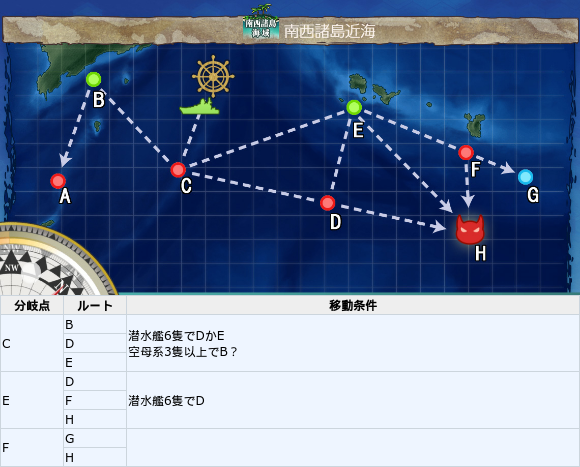 南西諸島
海域
南西諸島近海
B
E
C
A
F
G
D
H
NW
NW
分岐点 ルート 移動条件
C B
D 潜水艦6隻でDかE
E 空母系3隻以上でB？
E D
F 潜水艦6隻でD
H
F G
H